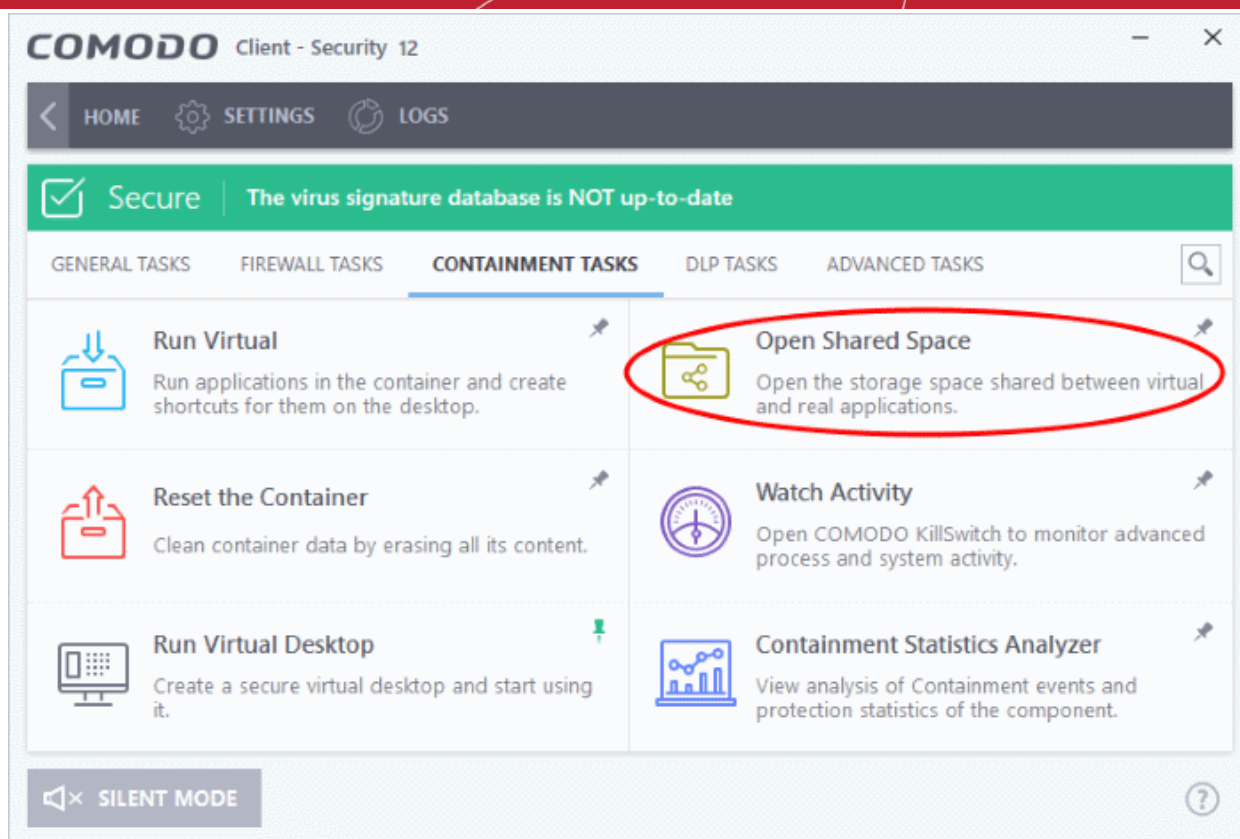 COMODO Client - Security 12
HOME SETTINGS LOGS
Secure The virus signature database is NOT up-to-date
GENERAL TASKS FIREWALL TASKS CONTAINMENT TASKS DLP TASKS ADVANCED TASKS
Run Virtual
Run applications in the container and create
shortcuts for them on the desktop.
Open Shared Space
Open the storage space shared between virtual
and real applications.
Reset the Container
Clean container data by erasing all its content.
Watch Activity
Open COMODO KillSwitch to monitor advanced
process and system activity.
Run Virtual Desktop
Create a secure virtual desktop and start using
it.
Containment Statistics Analyzer
View analysis of Containment events and
protection statistics of the component.
SILENT MODE
?